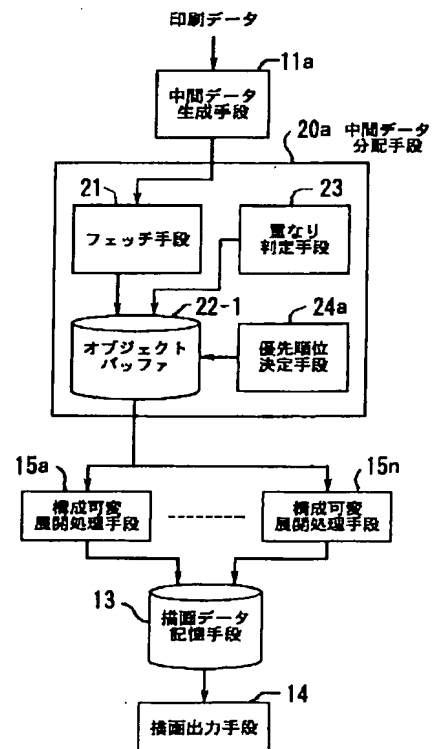 印刷データ
11a
中間データ
生成手段
20a 中間データ
分配手段
21
フェッチ手段
23
重なり
判定手段
22-1
オブジェクト
バッファ
24a
優先順位
決定手段
15a
構成可変
展開処理手段
15n
構成可変
展開処理手段
13
描画データ
記憶手段
14
描画出力手段